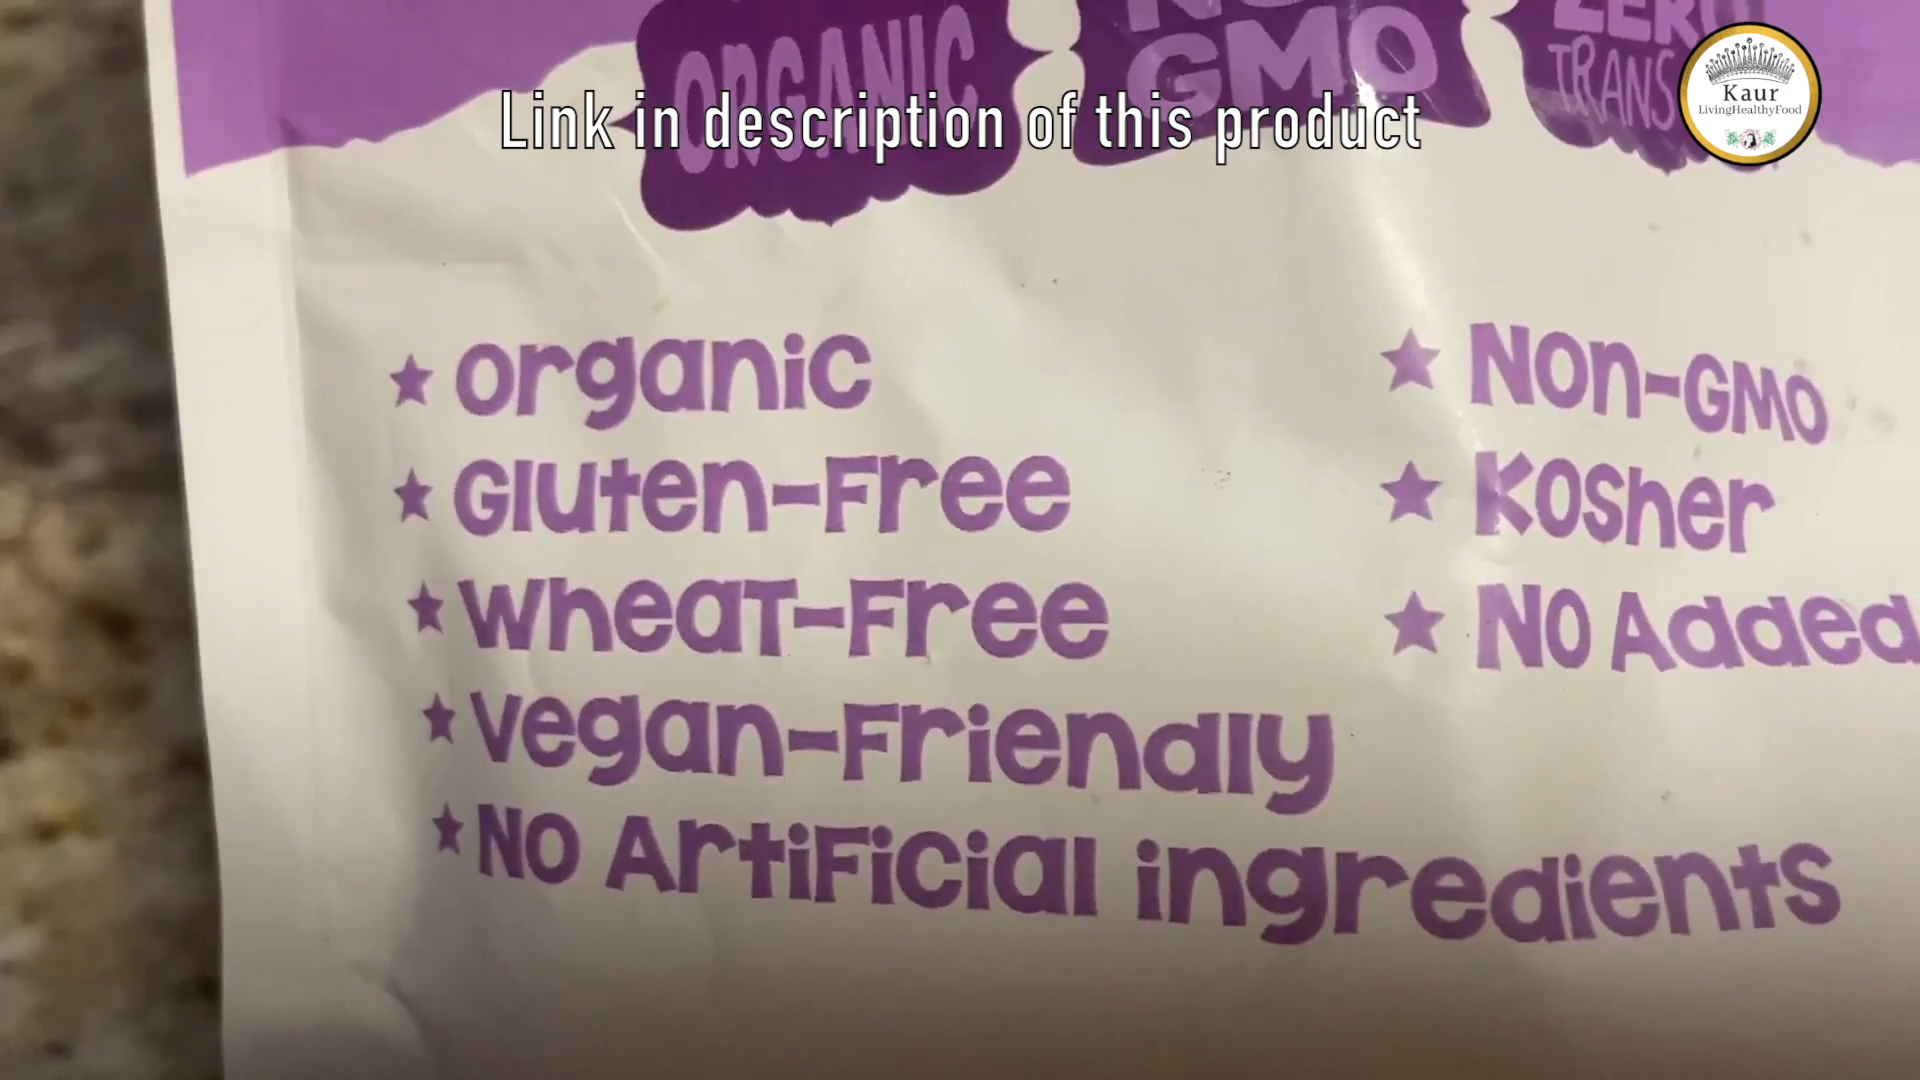 ORGANIC
GMO
ZERO
TRANS
Link in description of this product
Kaur
LivingHealthyFood
★ Organic
★ Gluten-Free
★ Wheat-Free
★ Vegan-Friendly
★ No Artificial ingredients
★ Non-GMO
★ Kosher
★ No Added